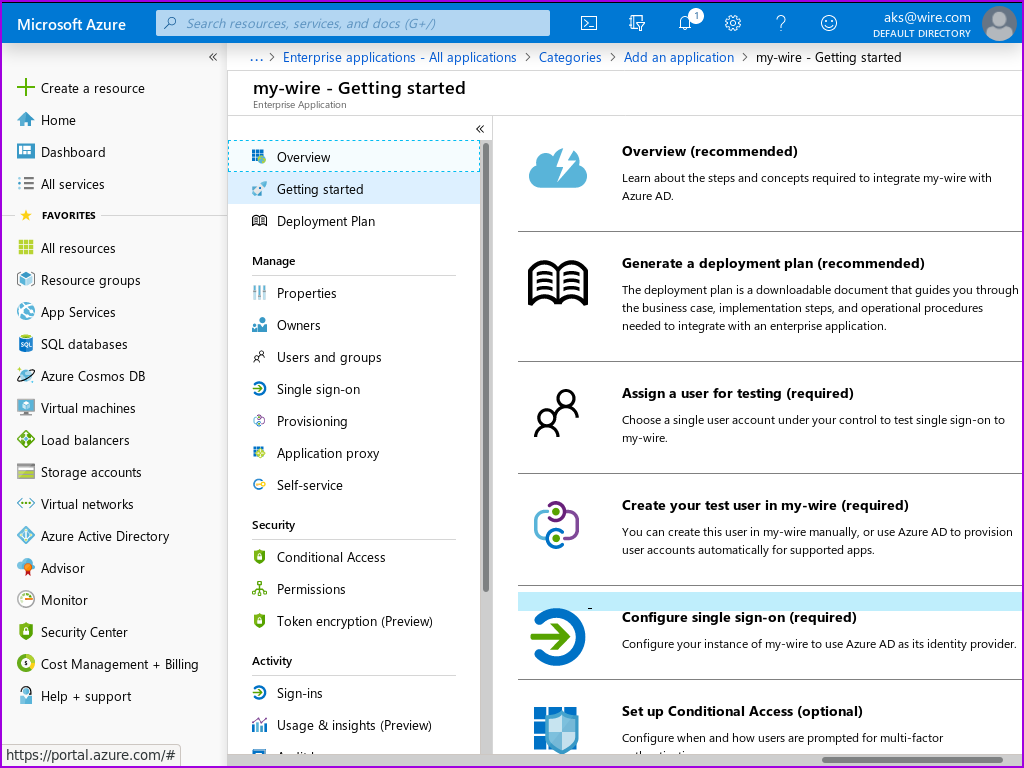 Microsoft Azure
Search resources, services, and docs (G+/)
1
aks@wire.com
DEFAULT DIRECTORY
«
Create a resource
Home
Dashboard
All services
FAVORITES
All resources
Resource groups
App Services
SQL databases
Azure Cosmos DB
Virtual machines
Load balancers
Storage accounts
Virtual networks
Azure Active Directory
Advisor
Monitor
Security Center
Cost Management + Billing
Help + support
https://portal.azure.com/#
... > Enterprise applications - All applications > Categories > Add an application > my-wire - Getting started
my-wire - Getting started
Enterprise Application
«
Overview
Getting started
Deployment Plan
Manage
Properties
Owners
Users and groups
Single sign-on
Provisioning
Application proxy
Self-service
Security
Conditional Access
Permissions
Token encryption (Preview)
Activity
Sign-ins
Usage & insights (Preview)
Overview (recommended)
Learn about the steps and concepts required to integrate my-wire with
Azure AD.
Generate a deployment plan (recommended)
The deployment plan is a downloadable document that guides you through
the business case, implementation steps, and operational procedures
needed to integrate with an enterprise application.
Assign a user for testing (required)
Choose a single user account under your control to test single sign-on to
my-wire.
Create your test user in my-wire (required)
You can create this user in my-wire manually, or use Azure AD to provision
user accounts automatically for supported apps.
Configure single sign-on (required)
Configure your instance of my-wire to use Azure AD as its identity provider.
Set up Conditional Access (optional)
Configure when and how users are prompted for multi-factor